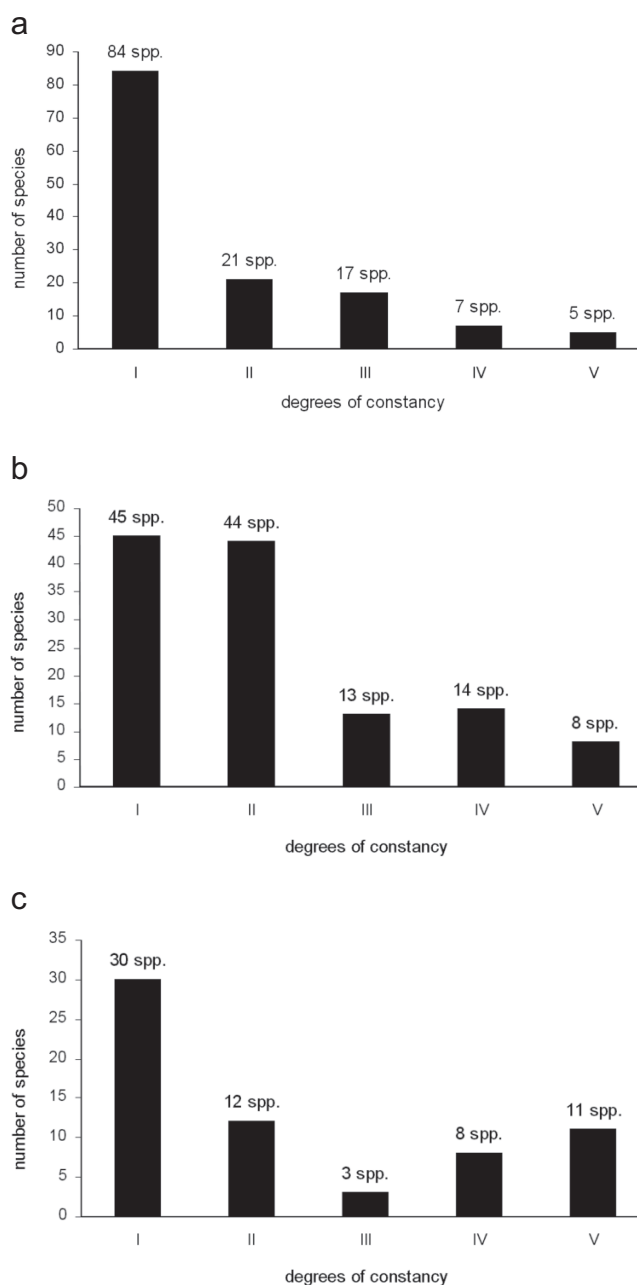 a
number of species
90
80
70
60
50
40
30
20
10
0
84 spp.
21 spp.
17 spp.
7 spp.
5 spp.
I II III IV V
degrees of constancy
b
number of species
50
45
40
35
30
25
20
15
10
5
0
45 spp.
44 spp.
13 spp.
14 spp.
8 spp.
I II III IV V
degrees of constancy
c
number of species
35
30
25
20
15
10
5
0
30 spp.
12 spp.
3 spp.
8 spp.
11 spp.
I II III IV V
degrees of constancy